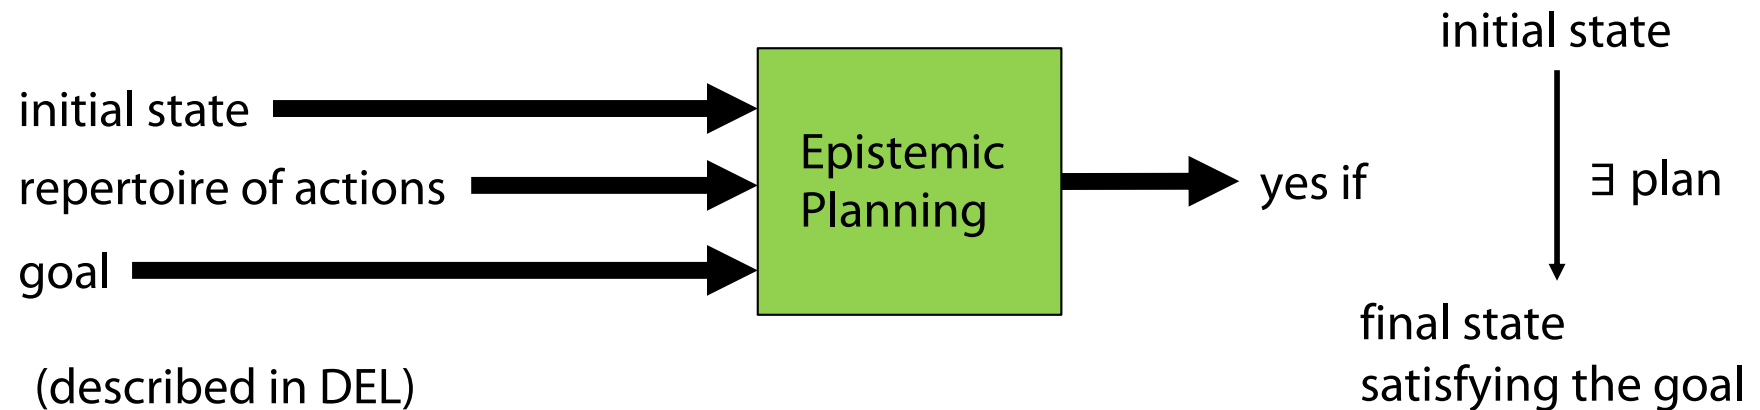 initial state
repertoire of actions
goal
(described in DEL)
Epistemic
Planning
yes if
initial state
∃ plan
final state
satisfying the goal